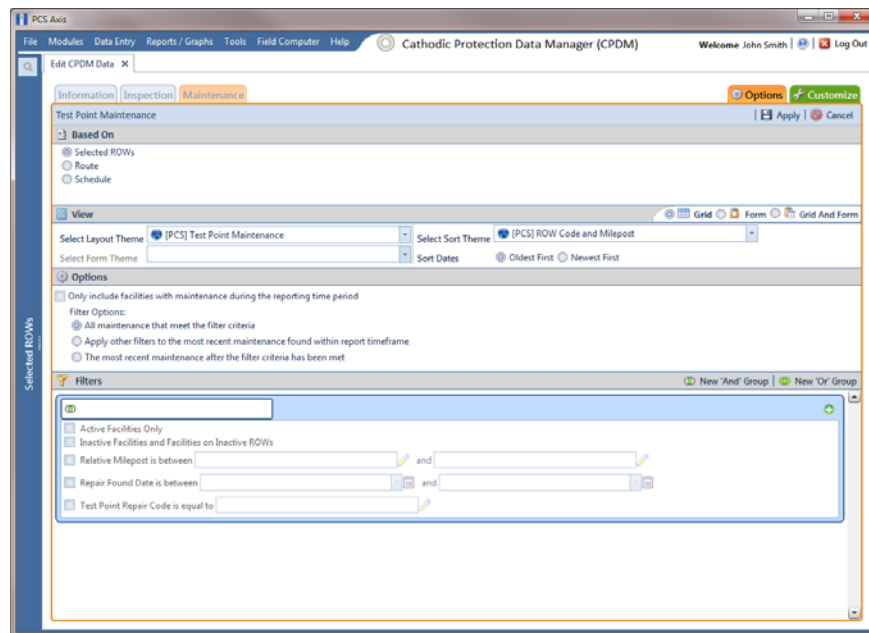 PCS Axis
File Modules Data Entry Reports / Graphs Tools Field Computer Help Cathodic Protection Data Manager (CPDM) Welcome John Smith | | Log Out
Edit CPDM Data ×
Information Inspection Maintenance Options Customize
Test Point Maintenance | Apply | Cancel
Based On
Selected ROWs
Route
Schedule
View Grid Form Grid And Form
Select Layout Theme [PCS] Test Point Maintenance Select Sort Theme [PCS] ROW Code and Milepost
Select Form Theme Sort Dates Oldest First Newest First
Options
Only include facilities with maintenance during the reporting time period
Filter Options:
All maintenance that meet the filter criteria
Apply other filters to the most recent maintenance found within report timeframe
The most recent maintenance after the filter criteria has been met
Selected ROWs
Filters New 'And' Group | New 'Or' Group
Active Facilities Only
Inactive Facilities and Facilities on Inactive ROWs
Relative Milepost is between and
Repair Found Date is between and
Test Point Repair Code is equal to